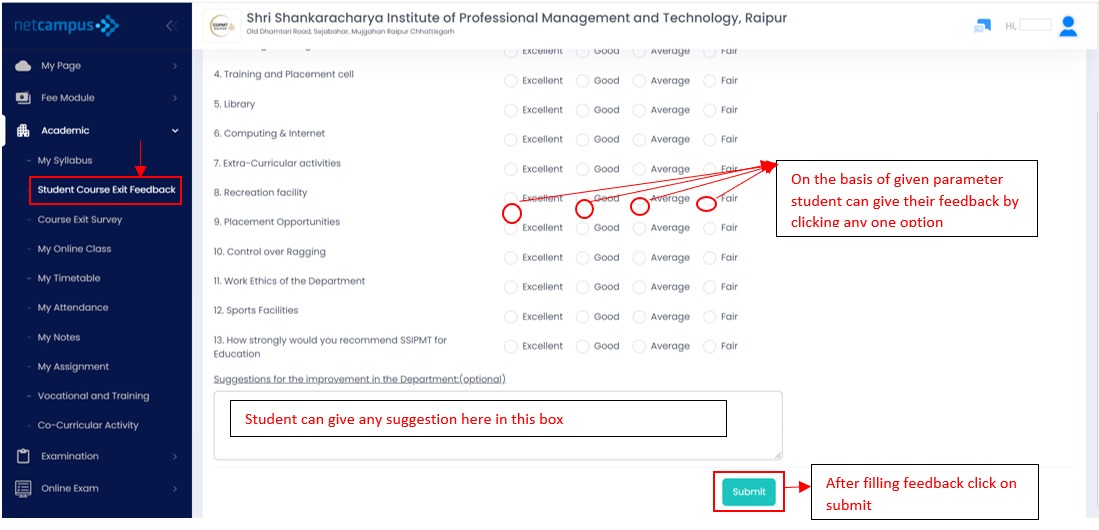 netcampus
Shri Shankaracharya Institute of Professional Management and Technology, Raipur
Old Dhamtari Road, Sejabahar, Mujgahan Raipur Chhattisgarh
Hi,
My Page
Fee Module
Academic
- My Syllabus
- Student Course Exit Feedback
- Course Exit Survey
- My Online Class
- My Timetable
- My Attendance
- My Notes
- My Assignment
- Vocational and Training
- Co-Curricular Activity
Examination
Online Exam
Excellent Good Average Fair
4. Training and Placement cell
Excellent Good Average Fair
5. Library
Excellent Good Average Fair
6. Computing & Internet
Excellent Good Average Fair
7. Extra-Curricular activities
Excellent Good Average Fair
8. Recreation facility
Excellent Good Average Fair
9. Placement Opportunities
Excellent Good Average Fair
10. Control over Ragging
Excellent Good Average Fair
11. Work Ethics of the Department
Excellent Good Average Fair
12. Sports Facilities
Excellent Good Average Fair
13. How strongly would you recommend SSIPMT for
Education
Excellent Good Average Fair
On the basis of given parameter
student can give their feedback by
clicking any one option
Suggestions for the improvement in the Department:(optional)
Student can give any suggestion here in this box
Submit
After filling feedback click on
submit